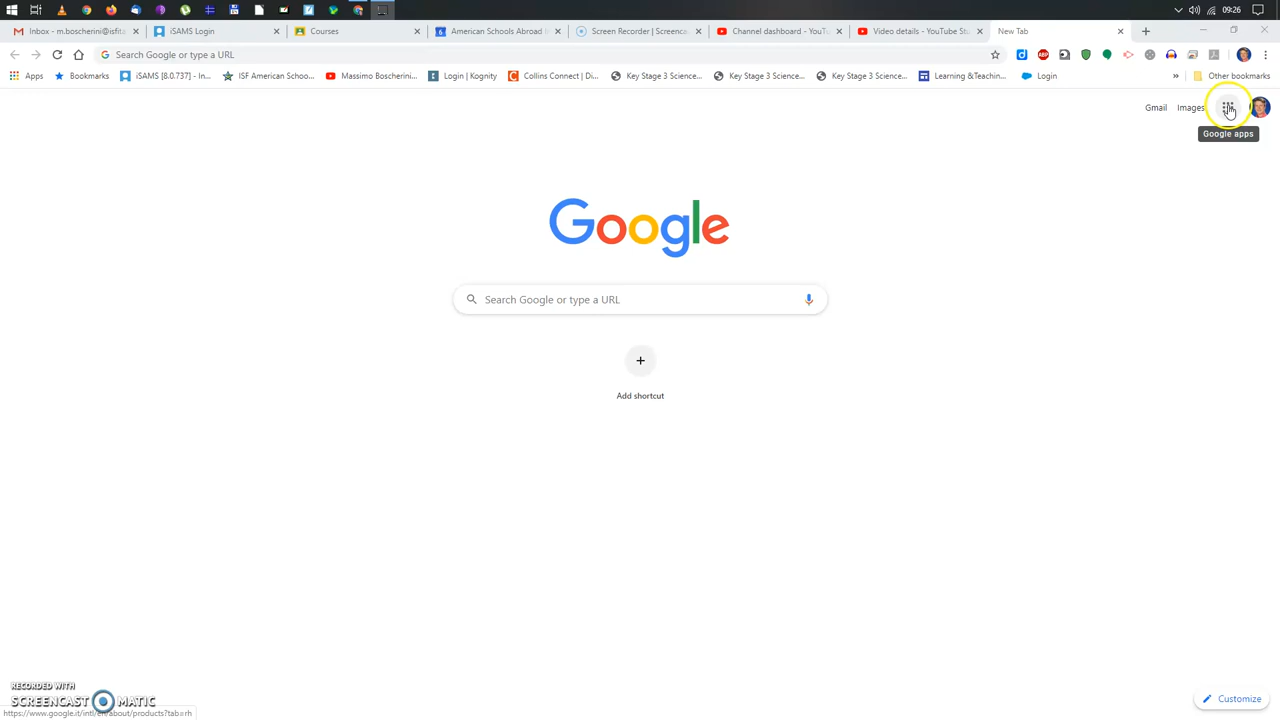 09:26
Inbox - m.boscherini@isfita
iSAMS Login
Courses
American Schools Abroad
Screen Recorder | Screenca
Channel dashboard - YouTu
Video details - YouTube Stu
New Tab
Search Google or type a URL
Apps
Bookmarks
iSAMS [8.0.737] - In...
ISF American Schoo...
Massimo Boscherini...
Login | Kognity
Collins Connect | Di...
Key Stage 3 Science...
Key Stage 3 Science...
Key Stage 3 Science...
Learning &Teachin...
Login
»
Other bookmarks
Gmail
Images
Google apps
Google
Search Google or type a URL
Add shortcut
RECORDED WITH
SCREENCAST MATIC
https://www.google.it/intl/en/about/products?tab=rh
Customize